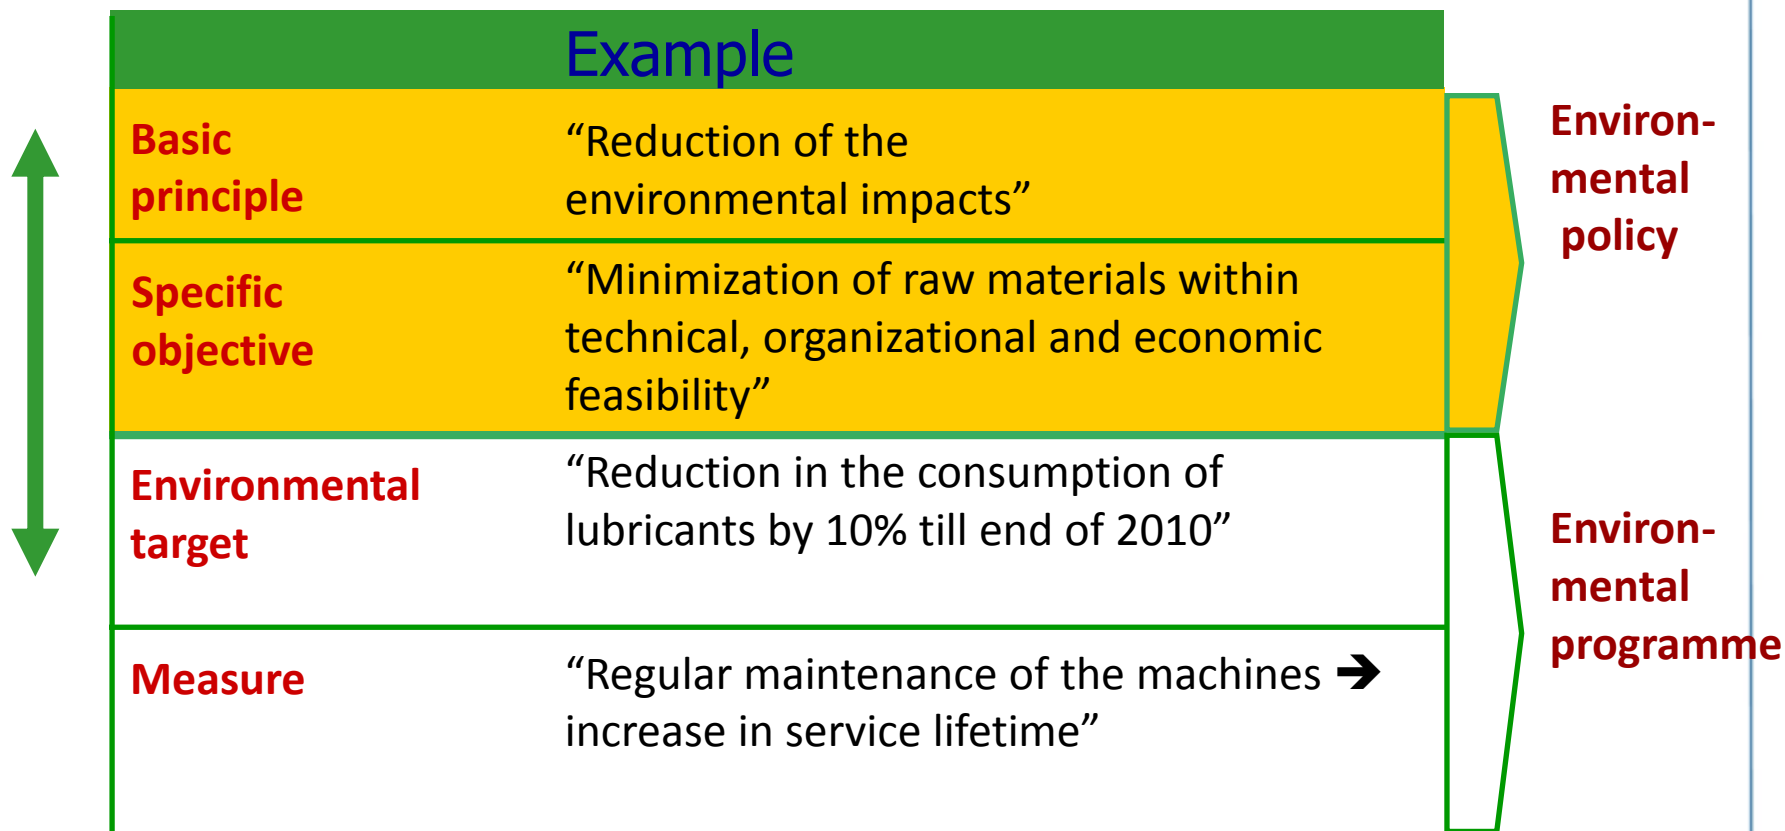 Example
Basic
principle
“Reduction of the
environmental impacts”
Environ-
mental
policy
Specific
objective
“Minimization of raw materials within
technical, organizational and economic
feasibility”
Environmental
target
“Reduction in the consumption of
lubricants by 10% till end of 2010”
Environ-
mental
programme
Measure
“Regular maintenance of the machines ➔
increase in service lifetime”